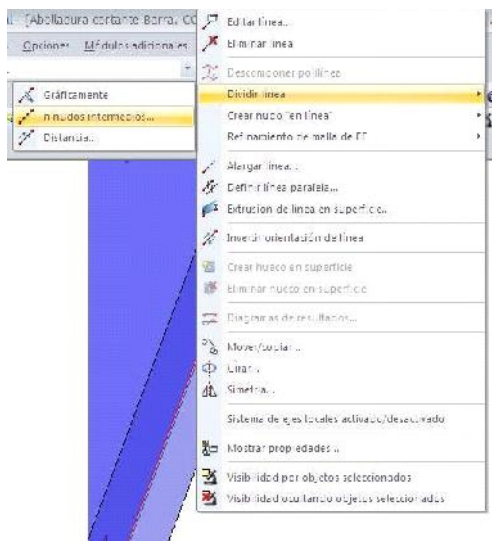 [Abolladura cortante Barra, CC
Opciones Módulos adicionales
Editar línea...
Eliminar línea
Descomponer polilínea
Dividir línea
Gráficamente
n nudos intermedios...
Distancia...
Crear nudo "en línea"
Refinamiento de malla de EF
Alargar línea...
Definir línea paralela...
Extrusión de línea en superficie...
Invertir orientación de línea
Crear hueco en superficie
Eliminar hueco en superficie
Diagramas de resultados...
Mover/copiar...
Girar...
Simetría...
Sistema de ejes locales activado/desactivado
Mostrar propiedades...
Visibilidad por objetos seleccionados
Visibilidad ocultando objetos seleccionados